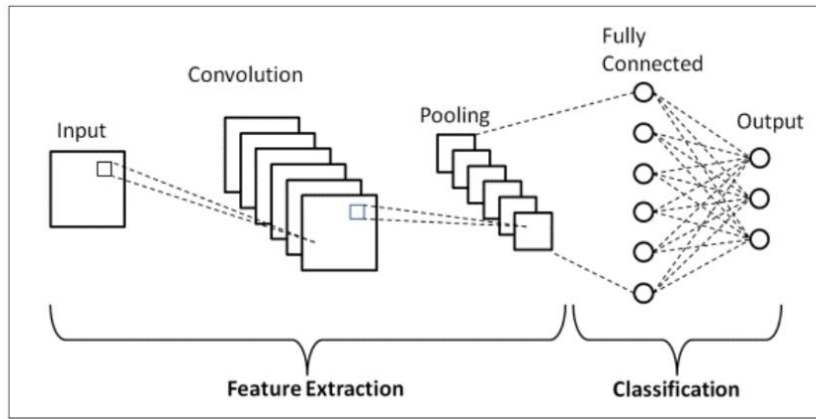 Input
Convolution
Pooling
Fully
Connected
Output
Feature Extraction
Classification